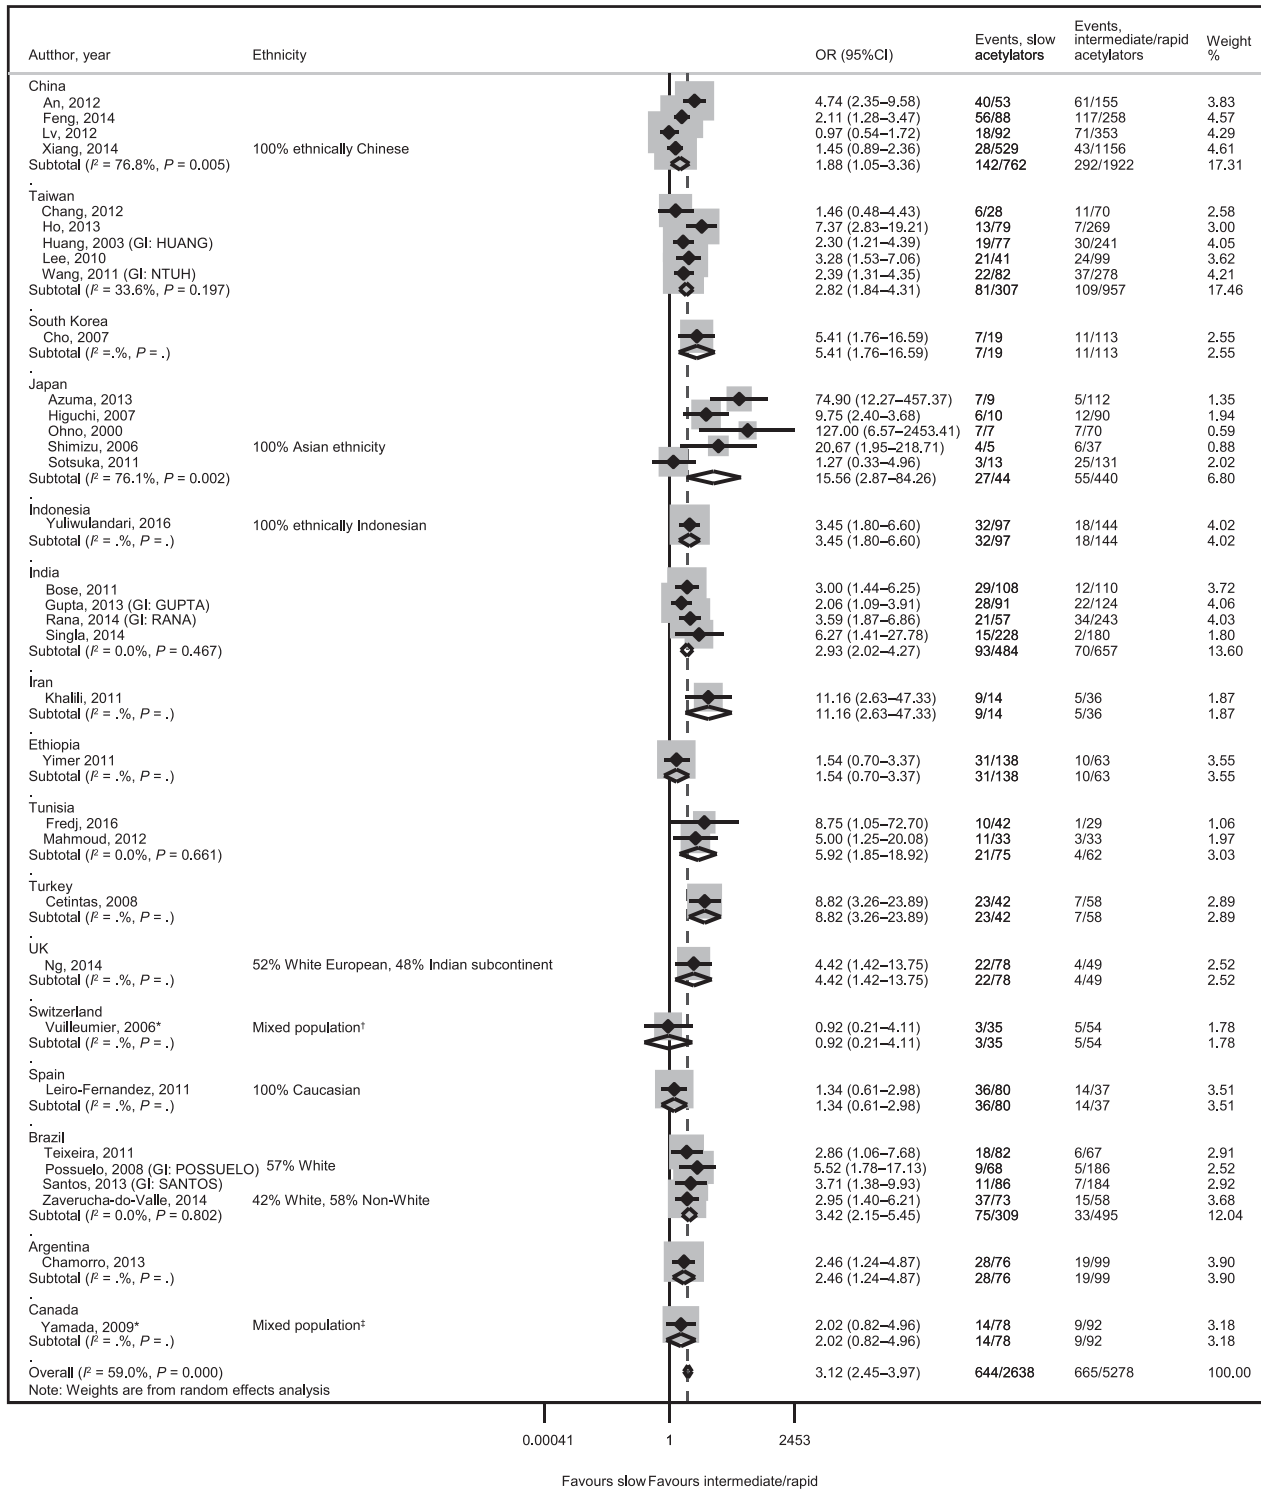 Autthor, year Ethnicity OR (95%CI) Events, slow acetylators Events, intermediate/rapid acetylators Weight %
China
An, 2012 4.74 (2.35–9.58) 40/53 61/155 3.83
Feng, 2014 2.11 (1.28–3.47) 56/88 117/258 4.57
Lv, 2012 0.97 (0.54–1.72) 18/92 71/353 4.29
Xiang, 2014 100% ethnically Chinese 1.45 (0.89–2.36) 28/529 43/1156 4.61
Subtotal (I² = 76.8%, P = 0.005) 1.88 (1.05–3.36) 142/762 292/1922 17.31
.
Taiwan
Chang, 2012 1.46 (0.48–4.43) 6/28 11/70 2.58
Ho, 2013 7.37 (2.83–19.21) 13/79 7/269 3.00
Huang, 2003 (GI: HUANG) 2.30 (1.21–4.39) 19/77 30/241 4.05
Lee, 2010 3.28 (1.53–7.06) 21/41 24/99 3.62
Wang, 2011 (GI: NTUH) 2.39 (1.31–4.35) 22/82 37/278 4.21
Subtotal (I² = 33.6%, P = 0.197) 2.82 (1.84–4.31) 81/307 109/957 17.46
.
South Korea
Cho, 2007 5.41 (1.76–16.59) 7/19 11/113 2.55
Subtotal (I² =.%, P = .) 5.41 (1.76–16.59) 7/19 11/113 2.55
.
Japan
Azuma, 2013 74.90 (12.27–457.37) 7/9 5/112 1.35
Higuchi, 2007 9.75 (2.40–3.68) 6/10 12/90 1.94
Ohno, 2000 127.00 (6.57–2453.41) 7/7 7/70 0.59
Shimizu, 2006 100% Asian ethnicity 20.67 (1.95–218.71) 4/5 6/37 0.88
Sotsuka, 2011 1.27 (0.33–4.96) 3/13 25/131 2.02
Subtotal (I² = 76.1%, P = 0.002) 15.56 (2.87–84.26) 27/44 55/440 6.80
.
Indonesia
Yuliwulandari, 2016 100% ethnically Indonesian 3.45 (1.80–6.60) 32/97 18/144 4.02
Subtotal (I² = .%, P = .) 3.45 (1.80–6.60) 32/97 18/144 4.02
.
India
Bose, 2011 3.00 (1.44–6.25) 29/108 12/110 3.72
Gupta, 2013 (GI: GUPTA) 2.06 (1.09–3.91) 28/91 22/124 4.06
Rana, 2014 (GI: RANA) 3.59 (1.87–6.86) 21/57 34/243 4.03
Singla, 2014 6.27 (1.41–27.78) 15/228 2/180 1.80
Subtotal (I² = 0.0%, P = 0.467) 2.93 (2.02–4.27) 93/484 70/657 13.60
.
Iran
Khalili, 2011 11.16 (2.63–47.33) 9/14 5/36 1.87
Subtotal (I² = .%, P = .) 11.16 (2.63–47.33) 9/14 5/36 1.87
.
Ethiopia
Yimer 2011 1.54 (0.70–3.37) 31/138 10/63 3.55
Subtotal (I² = .%, P = .) 1.54 (0.70–3.37) 31/138 10/63 3.55
.
Tunisia
Fredj, 2016 8.75 (1.05–72.70) 10/42 1/29 1.06
Mahmoud, 2012 5.00 (1.25–20.08) 11/33 3/33 1.97
Subtotal (I² = 0.0%, P = 0.661) 5.92 (1.85–18.92) 21/75 4/62 3.03
.
Turkey
Cetintas, 2008 8.82 (3.26–23.89) 23/42 7/58 2.89
Subtotal (I² = .%, P = .) 8.82 (3.26–23.89) 23/42 7/58 2.89
.
UK
Ng, 2014 52% White European, 48% Indian subcontinent 4.42 (1.42–13.75) 22/78 4/49 2.52
Subtotal (I² = .%, P = .) 4.42 (1.42–13.75) 22/78 4/49 2.52
.
Switzerland
Vuilleumier, 2006* Mixed population† 0.92 (0.21–4.11) 3/35 5/54 1.78
Subtotal (I² = .%, P = .) 0.92 (0.21–4.11) 3/35 5/54 1.78
.
Spain
Leiro-Fernandez, 2011 100% Caucasian 1.34 (0.61–2.98) 36/80 14/37 3.51
Subtotal (I² = .%, P = .) 1.34 (0.61–2.98) 36/80 14/37 3.51
.
Brazil
Teixeira, 2011 2.86 (1.06–7.68) 18/82 6/67 2.91
Possuelo, 2008 (GI: POSSUELO) 57% White 5.52 (1.78–17.13) 9/68 5/186 2.52
Santos, 2013 (GI: SANTOS) 3.71 (1.38–9.93) 11/86 7/184 2.92
Zaverucha-do-Valle, 2014 42% White, 58% Non-White 2.95 (1.40–6.21) 37/73 15/58 3.68
Subtotal (I² = 0.0%, P = 0.802) 3.42 (2.15–5.45) 75/309 33/495 12.04
.
Argentina
Chamorro, 2013 2.46 (1.24–4.87) 28/76 19/99 3.90
Subtotal (I² = .%, P = .) 2.46 (1.24–4.87) 28/76 19/99 3.90
.
Canada
Yamada, 2009* Mixed population‡ 2.02 (0.82–4.96) 14/78 9/92 3.18
Subtotal (I² = .%, P = .) 2.02 (0.82–4.96) 14/78 9/92 3.18
.
Overall (I² = 59.0%, P = 0.000) 3.12 (2.45–3.97) 644/2638 665/5278 100.00
Note: Weights are from random effects analysis
0.00041 1 2453
Favours slow Favours intermediate/rapid